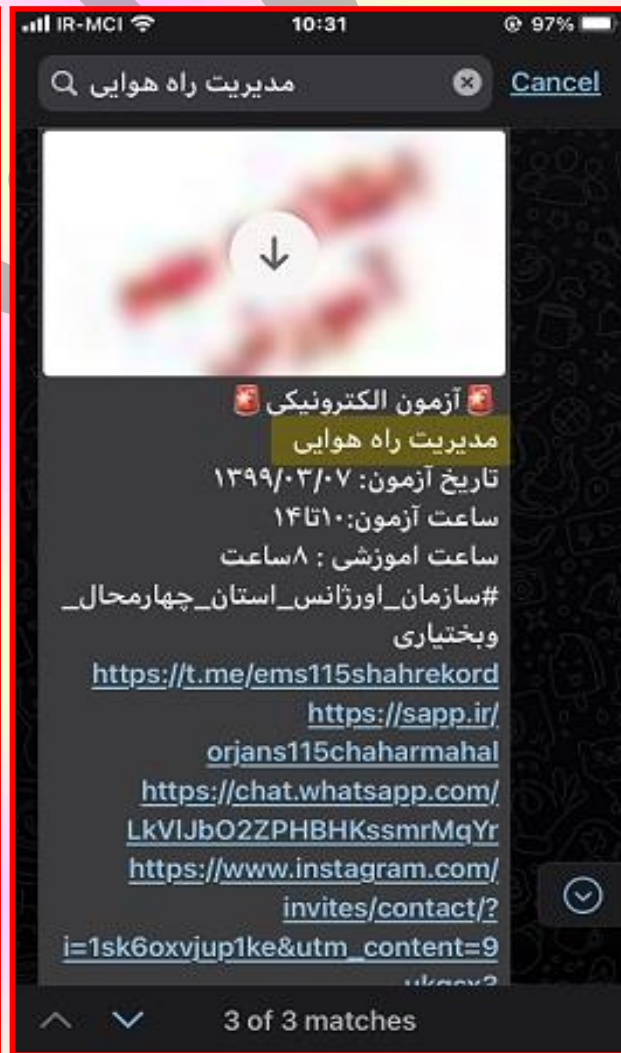 IR-MCI 10:31 97%
مدیریت راه هوایی Cancel
آزمون الکترونیکی
مدیریت راه هوایی
تاریخ آزمون: ۱۳۹۹/۰۳/۰۷
ساعت آزمون:۱۰تا۱۴
ساعت اموزشی : ۸ساعت
#سازمان_اورژانس_استان_چهارمحال_
وبختیاری
https://t.me/ems115shahrekord
https://sapp.ir/
orjans115chaharmahal
https://chat.whatsapp.com/
LkVlJbO2ZPHBHKssmrMqYr
https://www.instagram.com/
invites/contact/?
i=1sk6oxvjup1ke&utm_content=9
3 of 3 matches